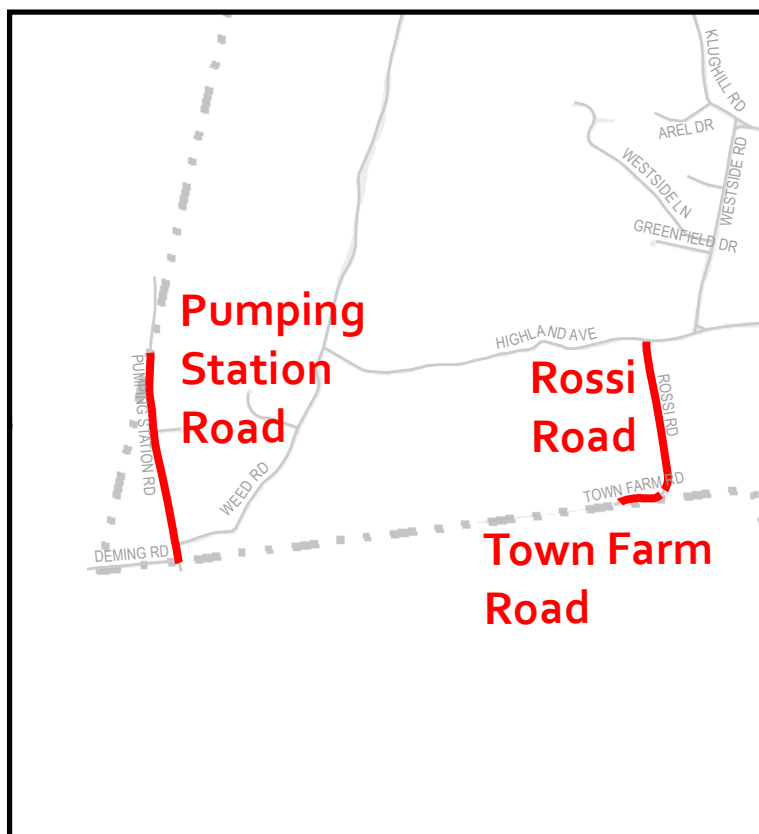 KLUGHILL RD
AREL DR
WESTSIDE RD
WESTSIDE LN
GREENFIELD DR
HIGHLAND AVE
Pumping
Station
Road
PUMPING STATION RD
Rossi
Road
ROSSI RD
WEED RD
TOWN FARM RD
DEMING RD
Town Farm
Road